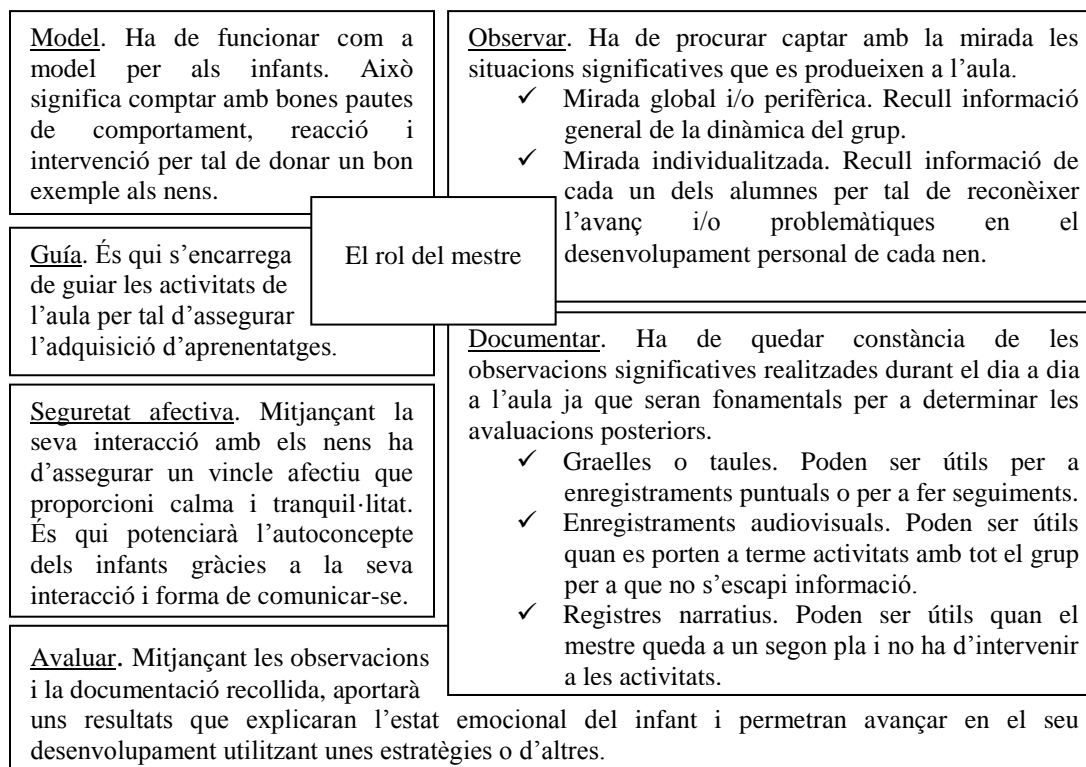 Model. Ha de funcionar com a
model per als infants. Això
significa comptar amb bones pautes
de comportament, reacció i
intervenció per tal de donar un bon
exemple als nens.
Observar. Ha de procurar captar amb la mirada les
situacions significatives que es produeixen a l’aula.
✓ Mirada global i/o perifèrica. Recull informació
general de la dinàmica del grup.
✓ Mirada individualitzada. Recull informació de
cada un dels alumnes per tal de reconèixer
l’avanç i/o problemàtiques en el
desenvolupament personal de cada nen.
El rol del mestre
Guía. És qui s’encarrega
de guiar les activitats de
l’aula per tal d’assegurar
l’adquisició d’aprenentatges.
Documentar. Ha de quedar constància de les
observacions significatives realitzades durant el dia a dia
a l’aula ja que seran fonamentals per a determinar les
avaluacions posteriors.
✓ Graelles o taules. Poden ser útils per a
enregistraments puntuals o per a fer seguiments.
✓ Enregistraments audiovisuals. Poden ser útils
quan es porten a terme activitats amb tot el grup
per a que no s’escapi informació.
✓ Registres narratius. Poden ser útils quan el
mestre queda a un segon pla i no ha d’intervenir
a les activitats.
Seguretat afectiva. Mitjançant la
seva interacció amb els nens ha
d’assegurar un vincle afectiu que
proporcioni calma i tranquil·litat.
És qui potenciarà l’autoconcepte
dels infants gràcies a la seva
interacció i forma de comunicar-se.
Avaluar. Mitjançant les observacions
i la documentació recollida, aportarà
uns resultats que explicaran l’estat emocional del infant i permetran avançar en el seu
desenvolupament utilitzant unes estratègies o d’altres.